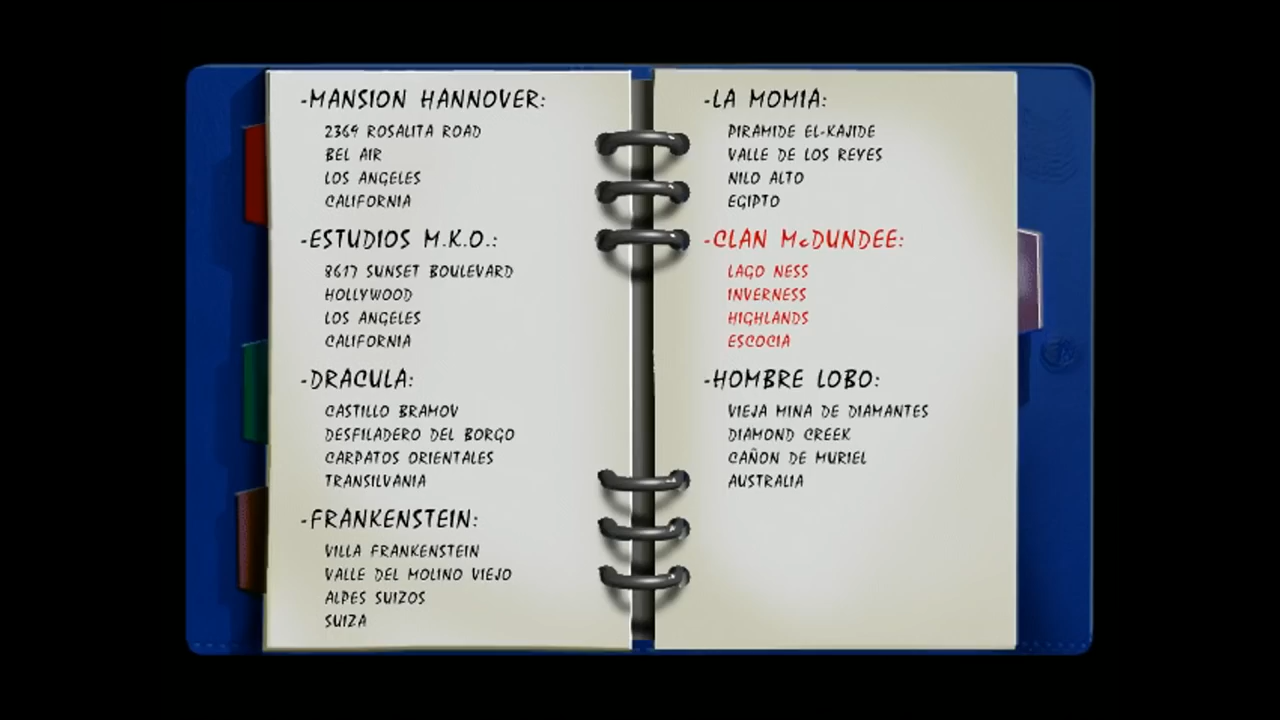 -MANSION HANNOVER:
2369 ROSALITA ROAD
BEL AIR
LOS ANGELES
CALIFORNIA
-ESTUDIOS M.K.O.:
8617 SUNSET BOULEVARD
HOLLYWOOD
LOS ANGELES
CALIFORNIA
-DRACULA:
CASTILLO BRAMOV
DESFILADERO DEL BORGO
CARPATOS ORIENTALES
TRANSILVANIA
-FRANKENSTEIN:
VILLA FRANKENSTEIN
VALLE DEL MOLINO VIEJO
ALPES SUIZOS
SUIZA
-LA MOMIA:
PIRAMIDE EL-KAJIDE
VALLE DE LOS REYES
NILO ALTO
EGIPTO
-CLAN McDUNDEE:
LAGO NESS
INVERNESS
HIGHLANDS
ESCOCIA
-HOMBRE LOBO:
VIEJA MINA DE DIAMANTES
DIAMOND CREEK
CAÑON DE MURIEL
AUSTRALIA